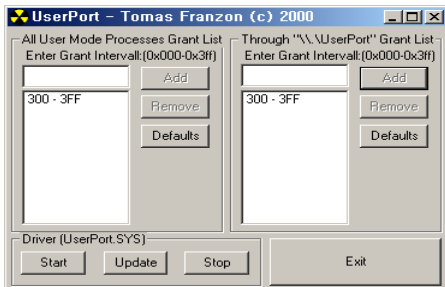 UserPort - Tomas Franzon (c) 2000
All User Mode Processes Grant List
Enter Grant Intervall:(0x000-0x3ff)
Add
300 - 3FF
Remove
Defaults
Through "\\.\UserPort" Grant List
Enter Grant Intervall:(0x000-0x3ff)
Add
300 - 3FF
Remove
Defaults
Driver (UserPort.SYS)
Start
Update
Stop
Exit